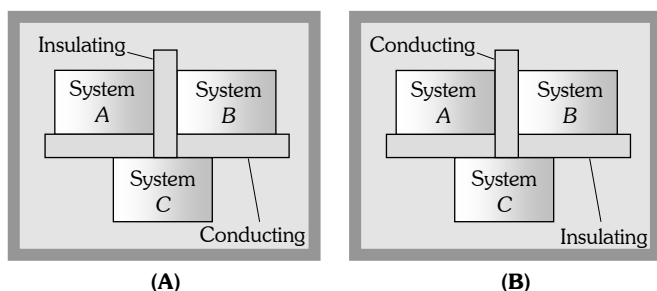 Insulating
System
A
System
B
System
C
Conducting
(A)
Conducting
System
A
System
B
System
C
Insulating
(B)